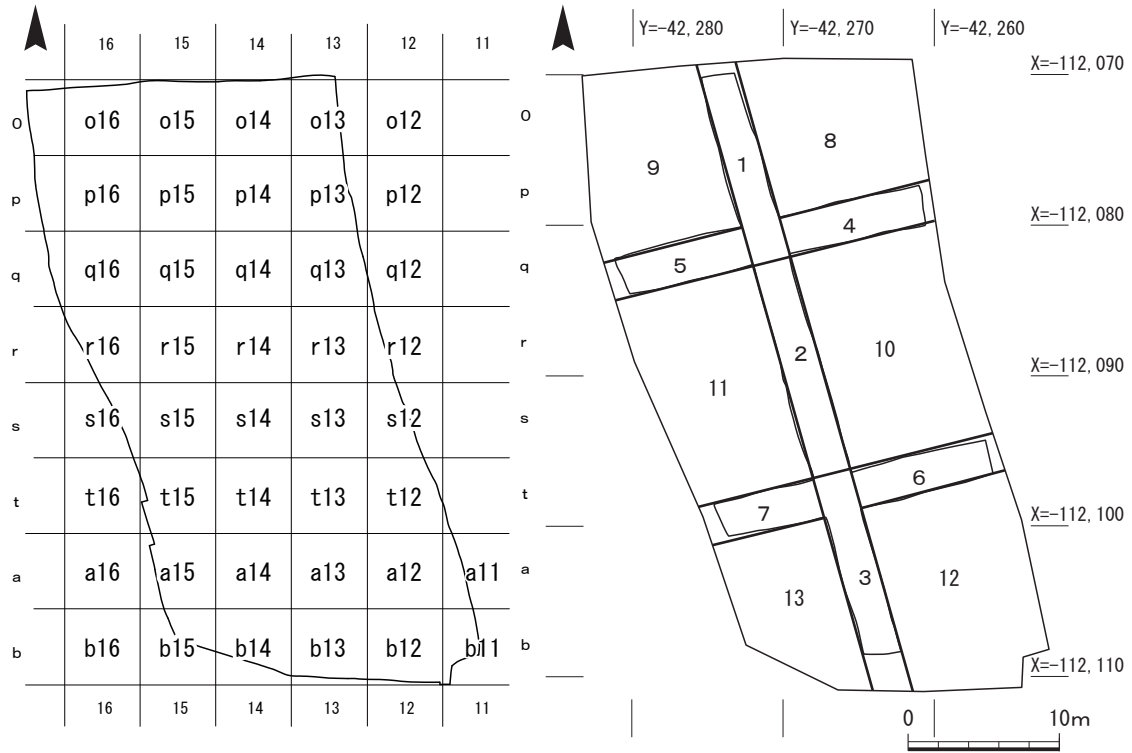 16 15 14 13 12 11
o o16 o15 o14 o13 o12
p p16 p15 p14 p13 p12
q q16 q15 q14 q13 q12
r r16 r15 r14 r13 r12
s s16 s15 s14 s13 s12
t t16 t15 t14 t13 t12
a a16 a15 a14 a13 a12 a11
b b16 b15 b14 b13 b12 b11
16 15 14 13 12 11
Y=-42,280 Y=-42,270 Y=-42,260
X=-112,070
o
8
9 1
p
X=-112,080
4
q 5
r 2 10
X=-112,090
11
s
6
t 7
X=-112,100
a 3 12
13
b
X=-112,110
0 10m